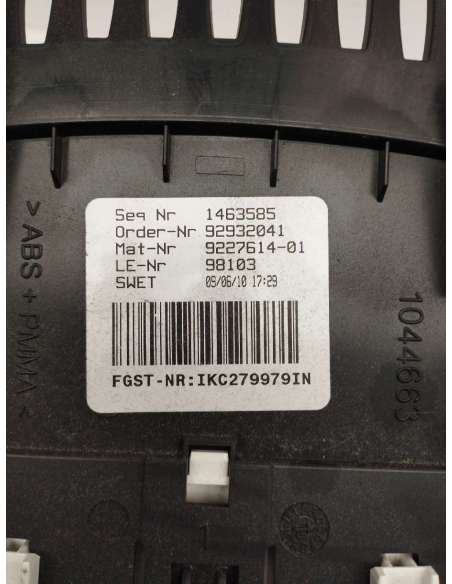 Seq Nr 1463585
Order-Nr 92932041
Mat-Nr 9227614-01
LE-Nr 98103
SWET 09/06/10 17:29
FGST-NR:IKC279979IN
> ABS + PMMA <
1044663